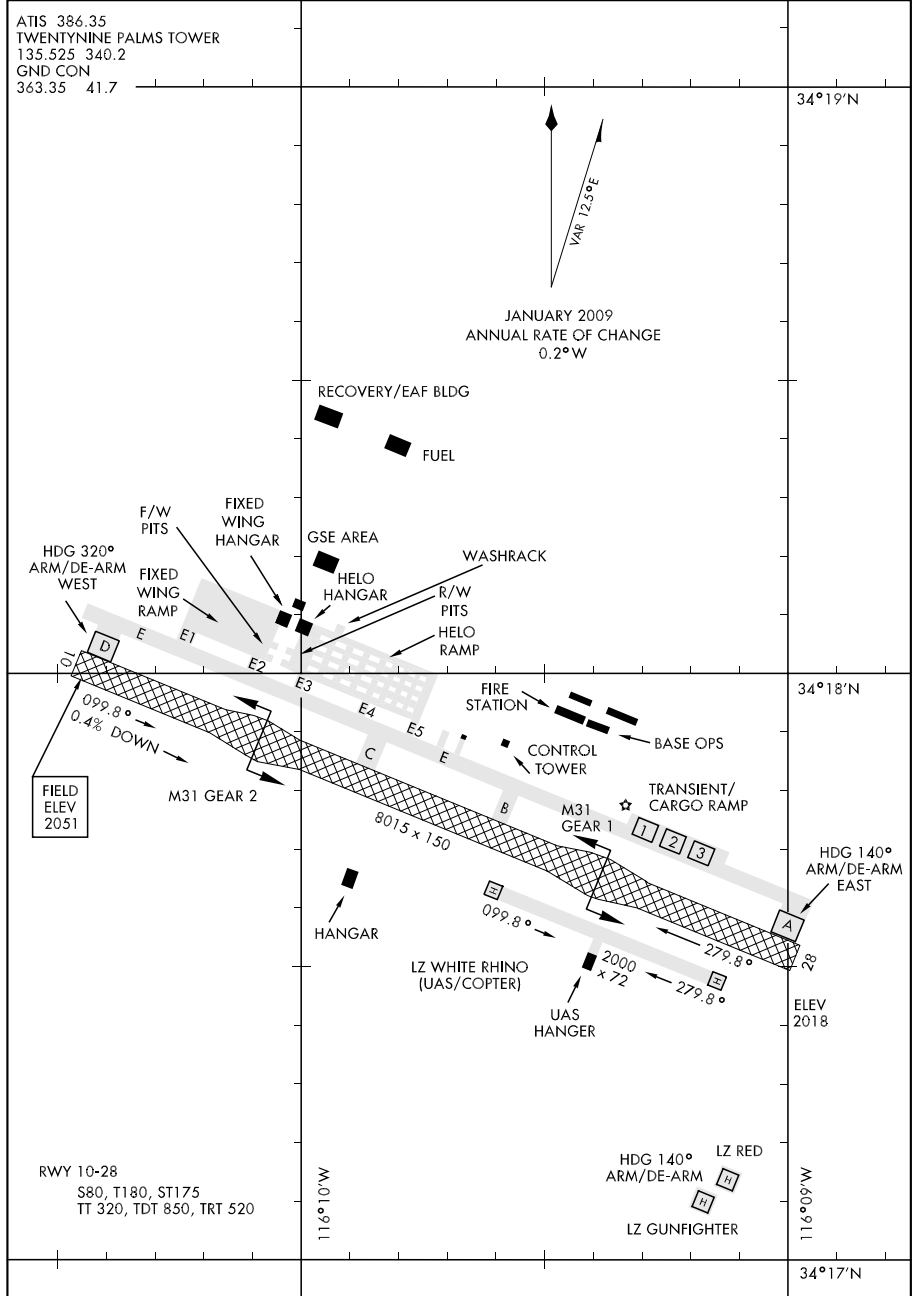 ATIS 386.35
TWENTYNINE PALMS TOWER
135.525 340.2
GND CON
363.35 41.7
34°19'N
VAR 12.5°E
JANUARY 2009
ANNUAL RATE OF CHANGE
0.2°W
RECOVERY/EAF BLDG
FUEL
F/W
PITS
FIXED
WING
HANGAR
GSE AREA
HDG 320°
ARM/DE-ARM
WEST
FIXED
WING
RAMP
HELO
HANGAR
WASHRACK
R/W
PITS
HELO
RAMP
E
E1
D
E2
E3
10
34°18'N
FIRE
STATION
BASE OPS
099.8°
0.4% DOWN
E4
E5
E
C
CONTROL
TOWER
FIELD
ELEV
2051
M31 GEAR 2
8015 x 150
B
M31
GEAR 1
TRANSIENT/
CARGO RAMP
1
2
3
HDG 140°
ARM/DE-ARM
EAST
A
HANGAR
H
099.8°
279.8°
28
LZ WHITE RHINO
(UAS/COPTER)
2000
x 72
279.8°
H
UAS
HANGER
ELEV
2018
RWY 10-28
S80, T180, ST175
TT 320, TDT 850, TRT 520
116°10'W
HDG 140°
ARM/DE-ARM
LZ RED
H
H
LZ GUNFIGHTER
116°09'W
34°17'N